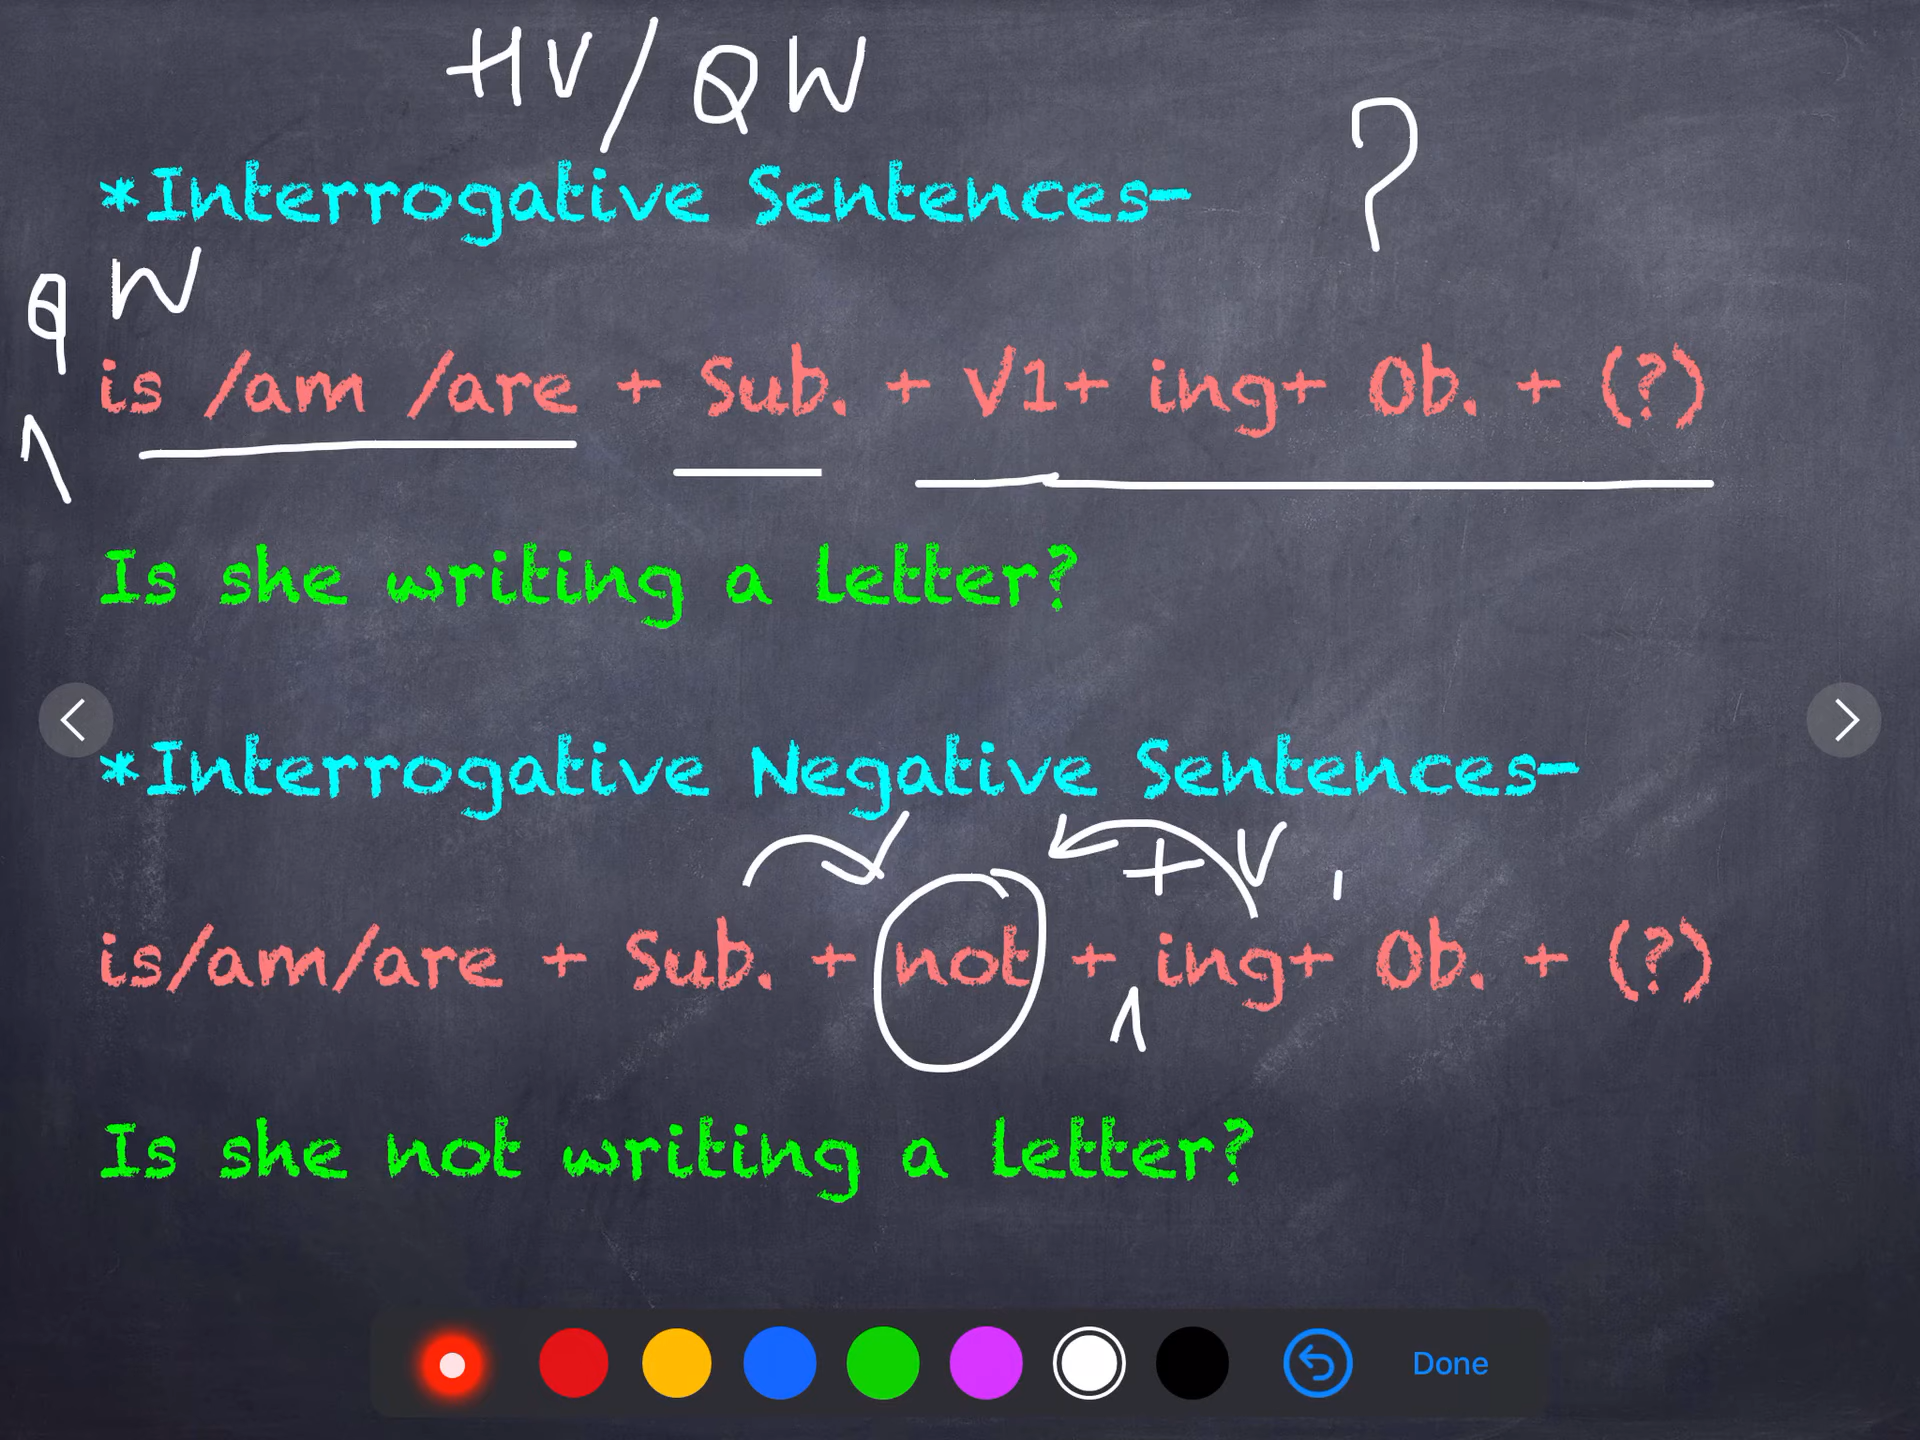 HV/QW
*Interrogative Sentences- ?
QW
is /am /are + Sub. + V1+ ing+ Ob. + (?)
Is she writing a letter?
*Interrogative Negative Sentences-
+ V1
is/am/are + Sub. + not + ing+ Ob. + (?)
Is she not writing a letter?
Done